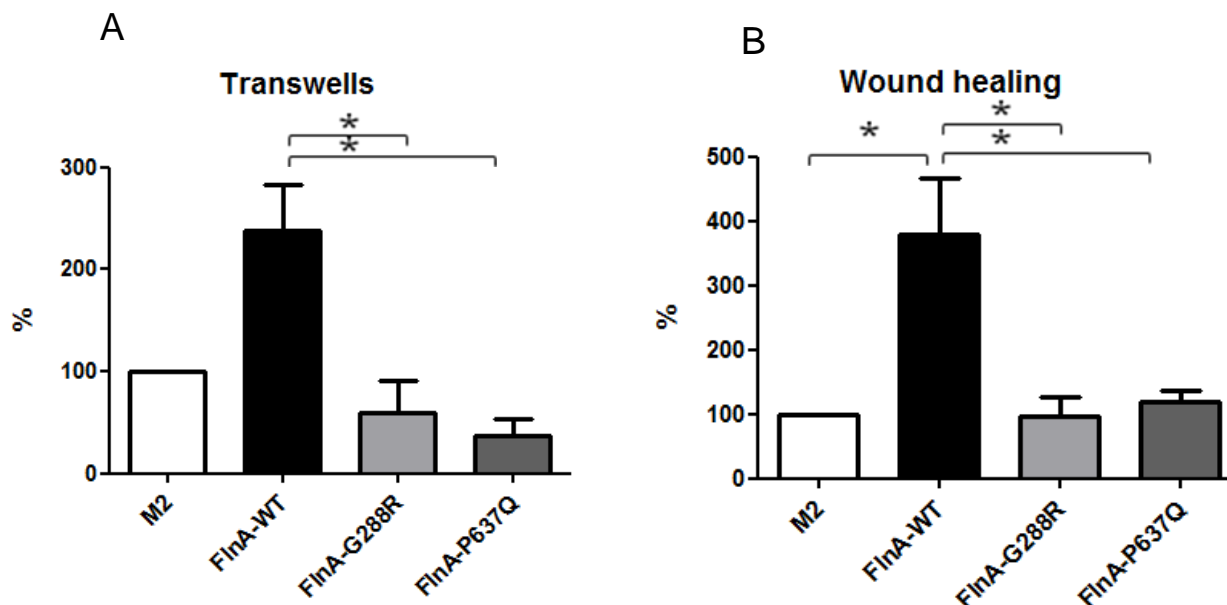 A
Transwells
*
*
300
200
100
0
%
M2
FlnA-WT
FlnA-G288R
FlnA-P637Q
B
Wound healing
*
*
*
500
400
300
200
100
0
%
M2
FlnA-WT
FlnA-G288R
FlnA-P637Q